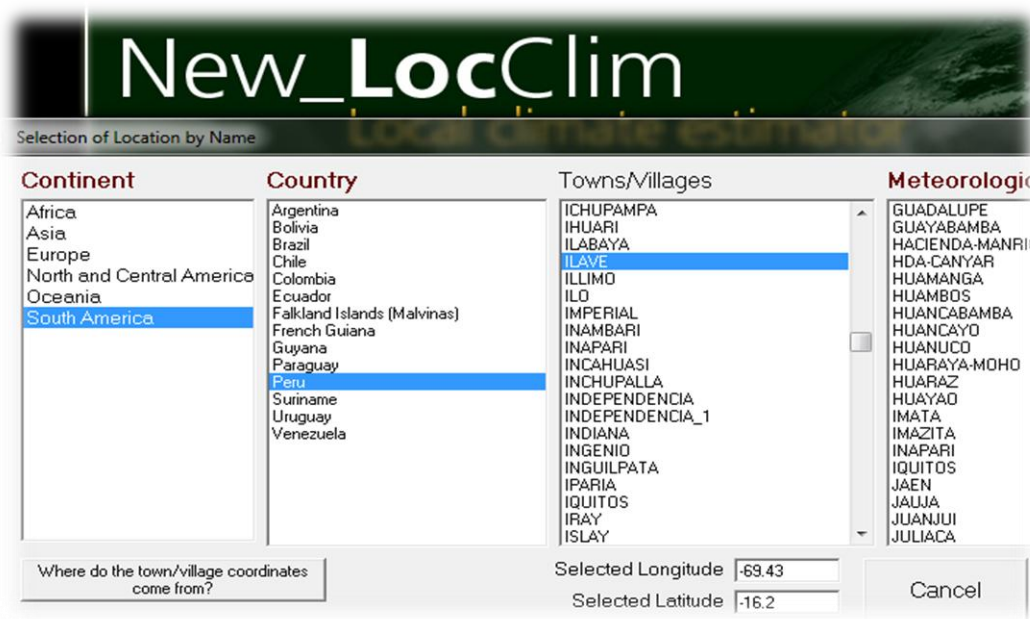 New_LocClim
Local climate estimator
Selection of Location by Name
Continent
Africa
Asia
Europe
North and Central America
Oceania
South America
Country
Argentina
Bolivia
Brazil
Chile
Colombia
Ecuador
Falkland Islands (Malvinas)
French Guiana
Guyana
Paraguay
Peru
Suriname
Uruguay
Venezuela
Towns/Villages
ICHUPAMPA
IHUARI
ILABAYA
ILAVE
ILLIMO
ILO
IMPERIAL
INAMBARI
INAPARI
INCAHUASI
INCHUPALLA
INDEPENDENCIA
INDEPENDENCIA_1
INDIANA
INGENIO
INGUILPATA
IPARIA
IQUITOS
IRAY
ISLAY
Meteorologic
GUADALUPE
GUAYABAMBA
HACIENDA-MANRI
HDA-CANYAR
HUAMANGA
HUAMBOS
HUANCABAMBA
HUANCAYO
HUANUCO
HUARAYA-MOHO
HUARAZ
HUAYAO
IMATA
IMAZITA
INAPARI
IQUITOS
JAEN
JAUJA
JUANJUI
JULIACA
Where do the town/village coordinates
come from?
Selected Longitude -69.43
Selected Latitude -16.2
Cancel